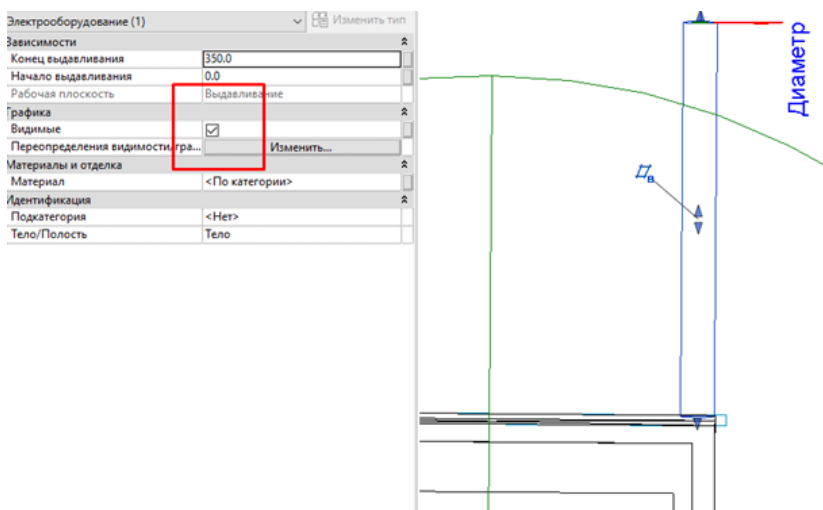 Электрооборудование (1)
Изменить тип
Зависимости
Конец выдавливания 350.0
Начало выдавливания 0.0
Рабочая плоскость Выдавливание
Графика
Видимые
Переопределения видимости/гра... Изменить...
Материалы и отделка
Материал <По категории>
Идентификация
Подкатегория <Нет>
Тело/Полость Тело
Диаметр
в